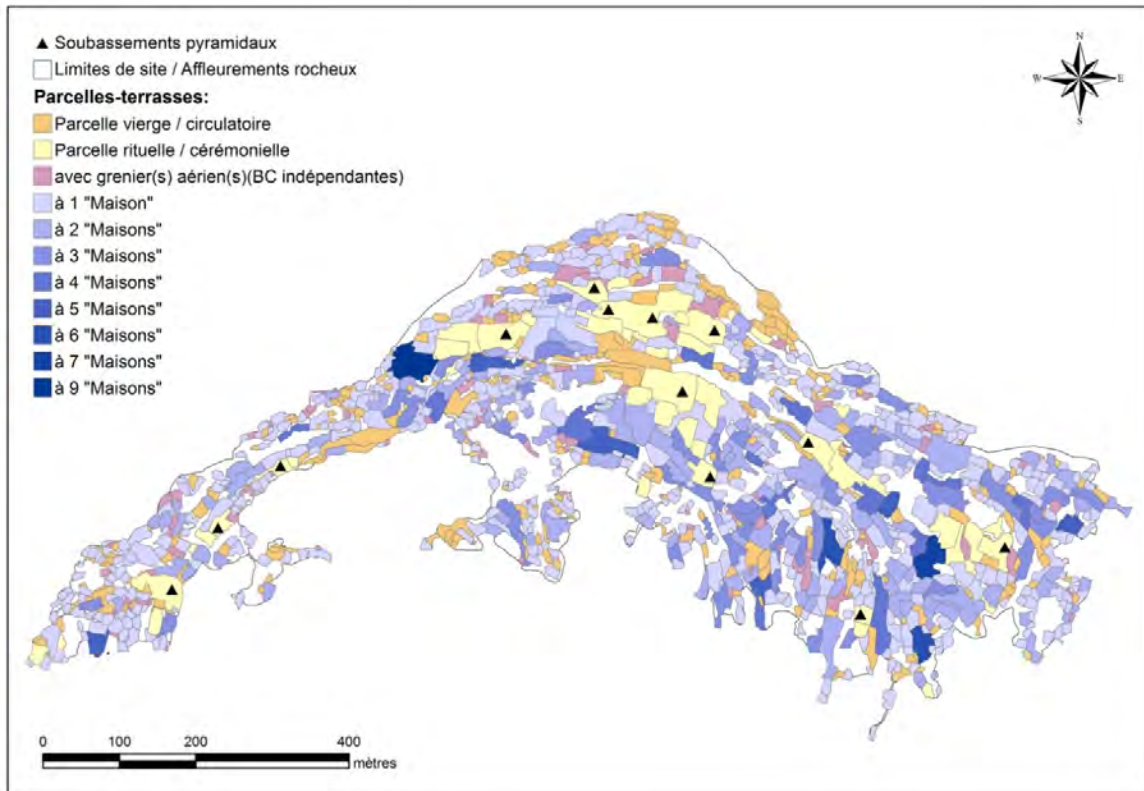 Soubassements pyramidaux
Limites de site / Affleurements rocheux
Parcelles-terrasses:
Parcelle vierge / circulatoire
Parcelle rituelle / cérémonielle
avec grenier(s) aérien(s)(BC indépendantes)
à 1 "Maison"
à 2 "Maisons"
à 3 "Maisons"
à 4 "Maisons"
à 5 "Maisons"
à 6 "Maisons"
à 7 "Maisons"
à 9 "Maisons"
N
W E
S
0 100 200 400
mètres